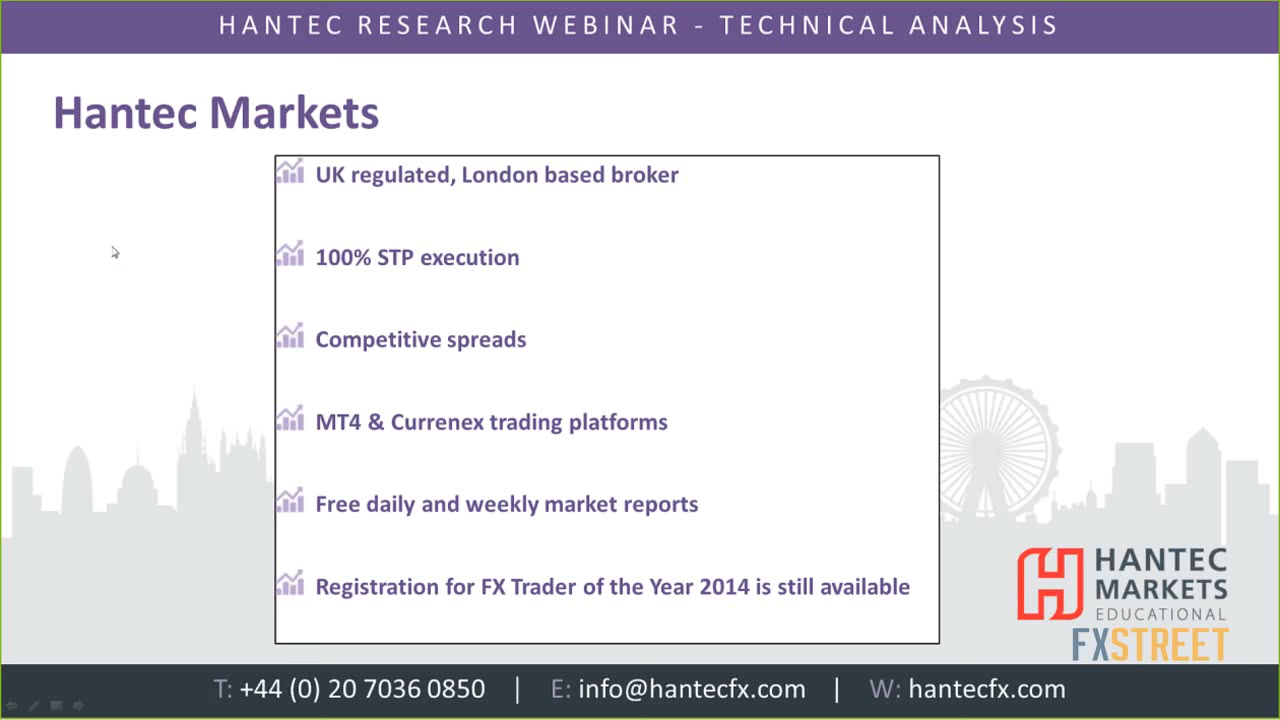 HANTEC RESEARCH WEBINAR - TECHNICAL ANALYSIS
Hantec Markets
UK regulated, London based broker
100% STP execution
Competitive spreads
MT4 & Currenex trading platforms
Free daily and weekly market reports
Registration for FX Trader of the Year 2014 is still available
HANTEC
MARKETS
EDUCATIONAL
FXSTREET
T: +44 (0) 20 7036 0850 | E: info@hantecfx.com | W: hantecfx.com